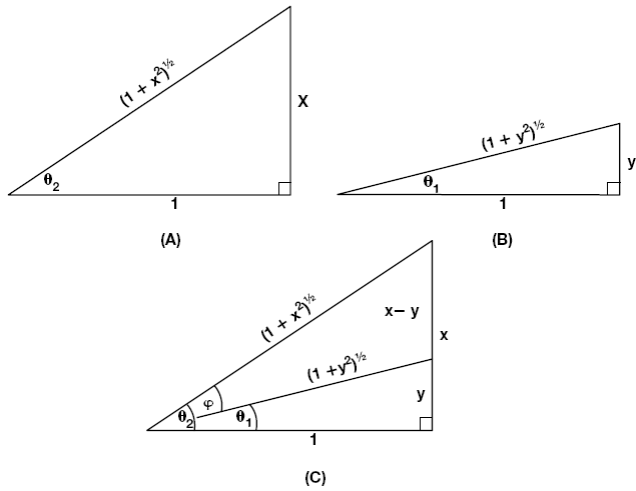 (1 + x²)^½
X
θ₂
1
(A)
(1 + y²)^½
y
θ₁
1
(B)
(1 + x²)^½
x– y
x
(1 +y²)^½
y
φ
θ₂
θ₁
1
(C)